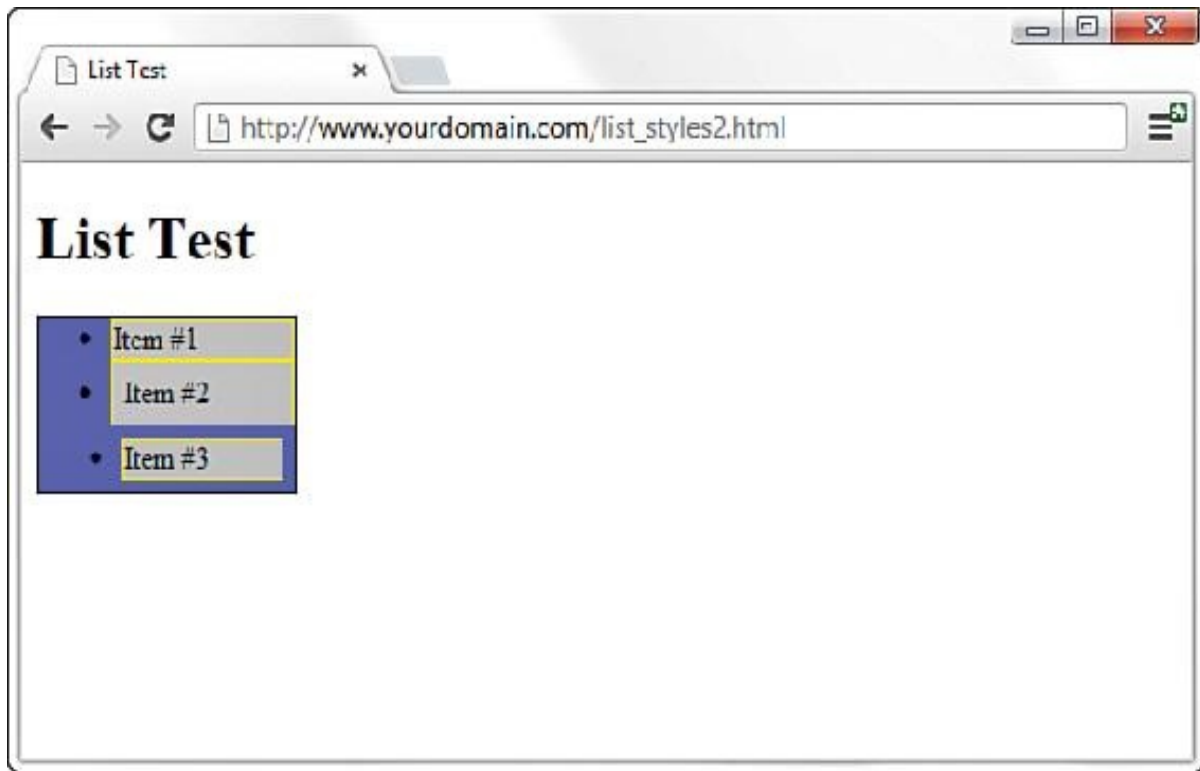 List Test
http://www.yourdomain.com/list_styles2.html
List Test
Item #1
Item #2
Item #3